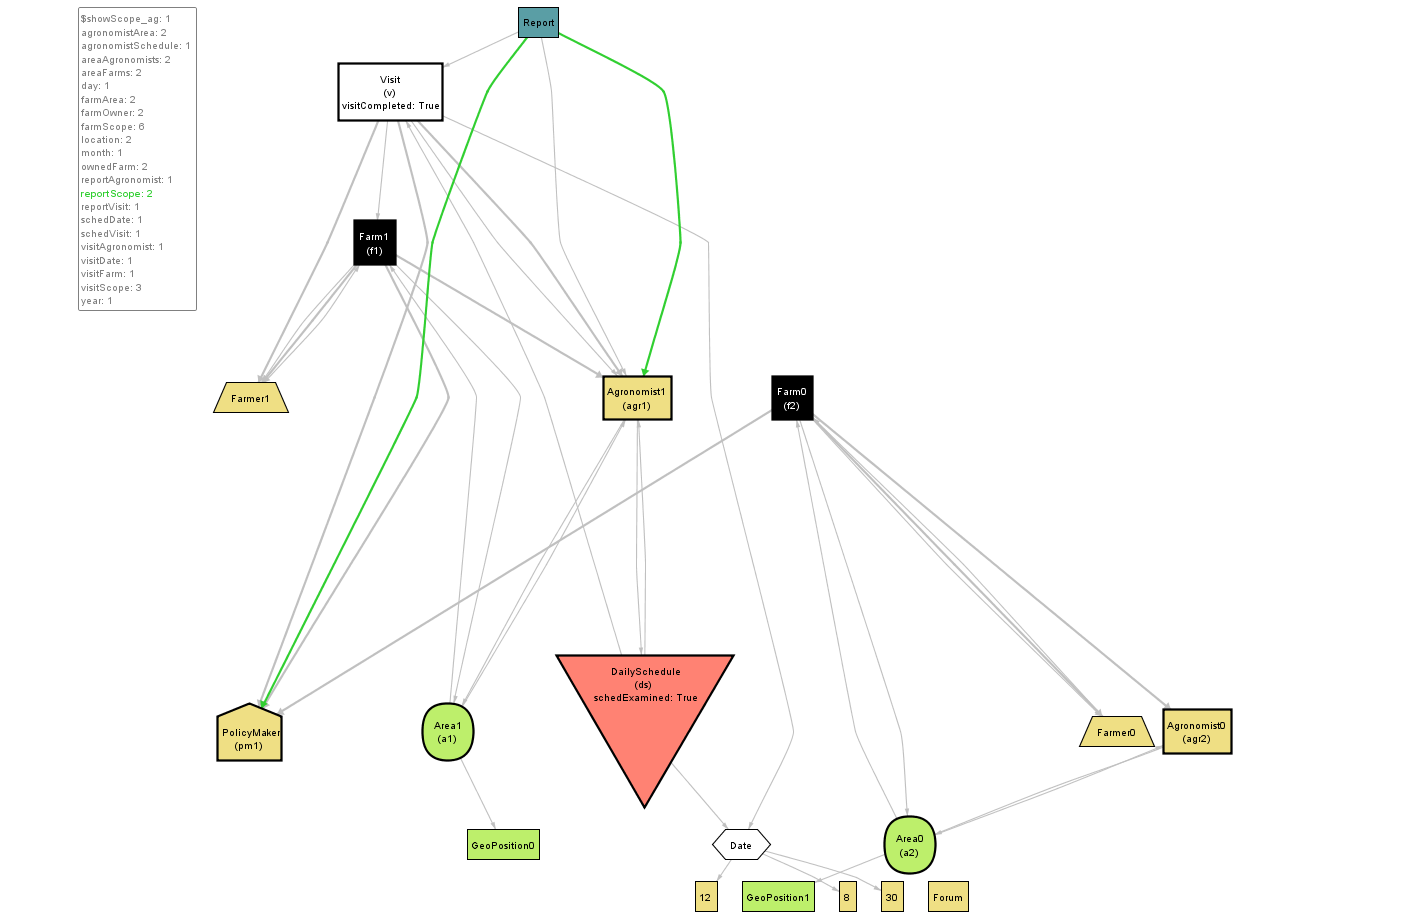 $showScope_ag: 1
agronomistArea: 2
agronomistSchedule: 1
areaAgronomists: 2
areaFarms: 2
day: 1
farmArea: 2
farmOwner: 2
farmScope: 6
location: 2
month: 1
ownedFarm: 2
reportAgronomist: 1
reportScope: 2
reportVisit: 1
schedDate: 1
schedVisit: 1
visitAgronomist: 1
visitDate: 1
visitFarm: 1
visitScope: 3
year: 1
Report
Visit
(v)
visitCompleted: True
Farm1
(f1)
Farmer1
Agronomist1
(agr1)
Farm0
(f2)
PolicyMaker
(pm1)
Area1
(a1)
DailySchedule
(ds)
schedExamined: True
Farmer0
Agronomist0
(agr2)
GeoPosition0
Date
Area0
(a2)
12
GeoPosition1
8
30
Forum